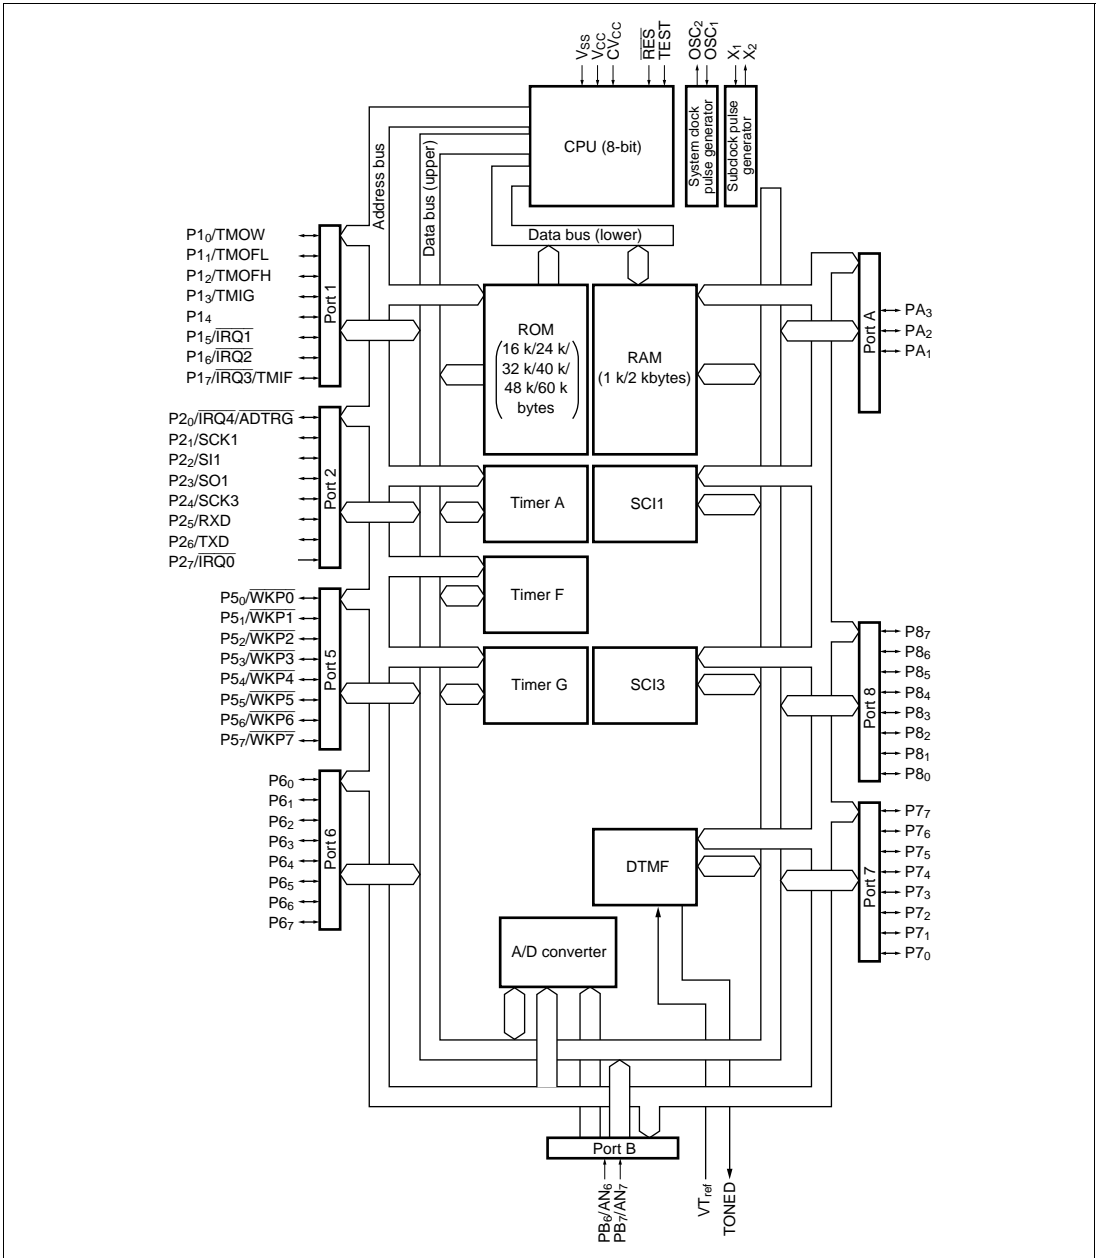 VSS
VCC
CVCC
RES
TEST
OSC2
OSC1
X1
X2
CPU (8-bit)
System clock
pulse generator
Subclock pulse
generator
Address bus
Data bus (upper)
Data bus (lower)
P10/TMOW
P11/TMOFL
P12/TMOFH
P13/TMIG
P14
P15/IRQ1
P16/IRQ2
P17/IRQ3/TMIF
Port 1
ROM
(16 k/24 k/
32 k/40 k/
48 k/60 k
bytes)
RAM
(1 k/2 kbytes)
Port A
PA3
PA2
PA1
P20/IRQ4/ADTRG
P21/SCK1
P22/SI1
P23/SO1
P24/SCK3
P25/RXD
P26/TXD
P27/IRQ0
Port 2
Timer A
SCI1
Timer F
P50/WKP0
P51/WKP1
P52/WKP2
P53/WKP3
P54/WKP4
P55/WKP5
P56/WKP6
P57/WKP7
Port 5
Timer G
SCI3
Port 8
P87
P86
P85
P84
P83
P82
P81
P80
P60
P61
P62
P63
P64
P65
P66
P67
Port 6
DTMF
Port 7
P77
P76
P75
P74
P73
P72
P71
P70
A/D converter
Port B
PB6/AN6
PB7/AN7
VTref
TONED